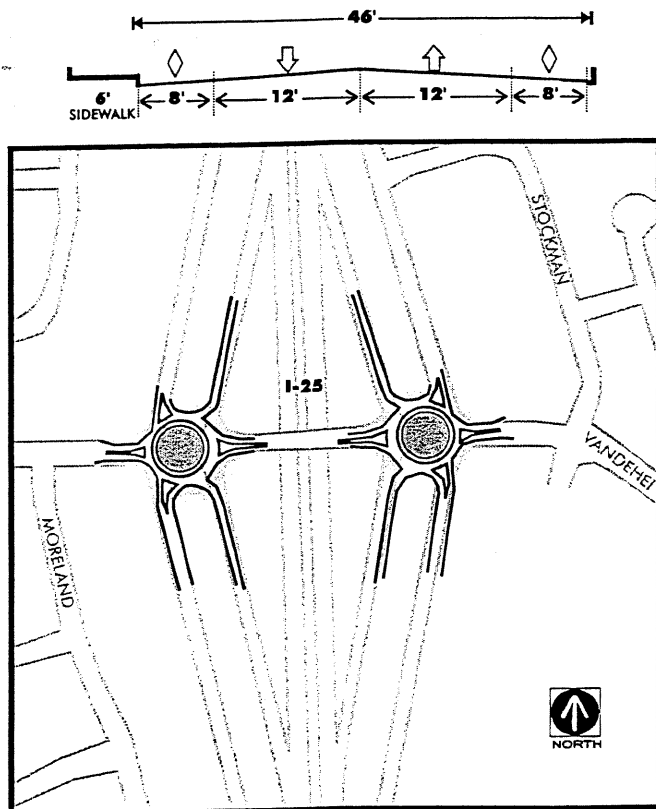 46'
6' 8' 12' 12' 8'
SIDEWALK
STOCKMAN
I-25
VANDEHEI
MORELAND
NORTH